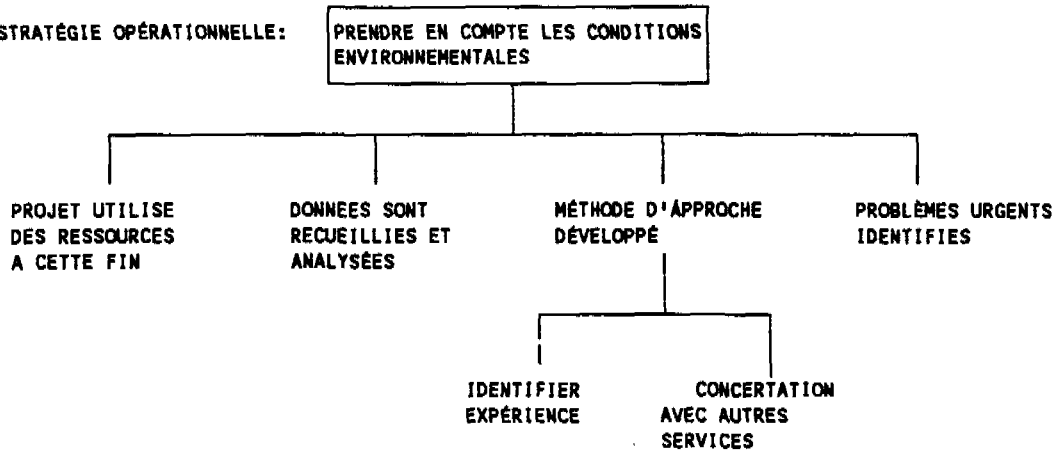 STRATÉGIE OPÉRATIONNELLE:
PRENDRE EN COMPTE LES CONDITIONS
ENVIRONNEMENTALES
PROJET UTILISE
DES RESSOURCES
A CETTE FIN
DONNEES SONT
RECUEILLIES ET
ANALYSÉES
MÉTHODE D'ÁPPROCHE
DÉVELOPPÉ
PROBLÈMES URGENTS
IDENTIFIES
IDENTIFIER
EXPÉRIENCE
CONCERTATION
AVEC AUTRES
SERVICES